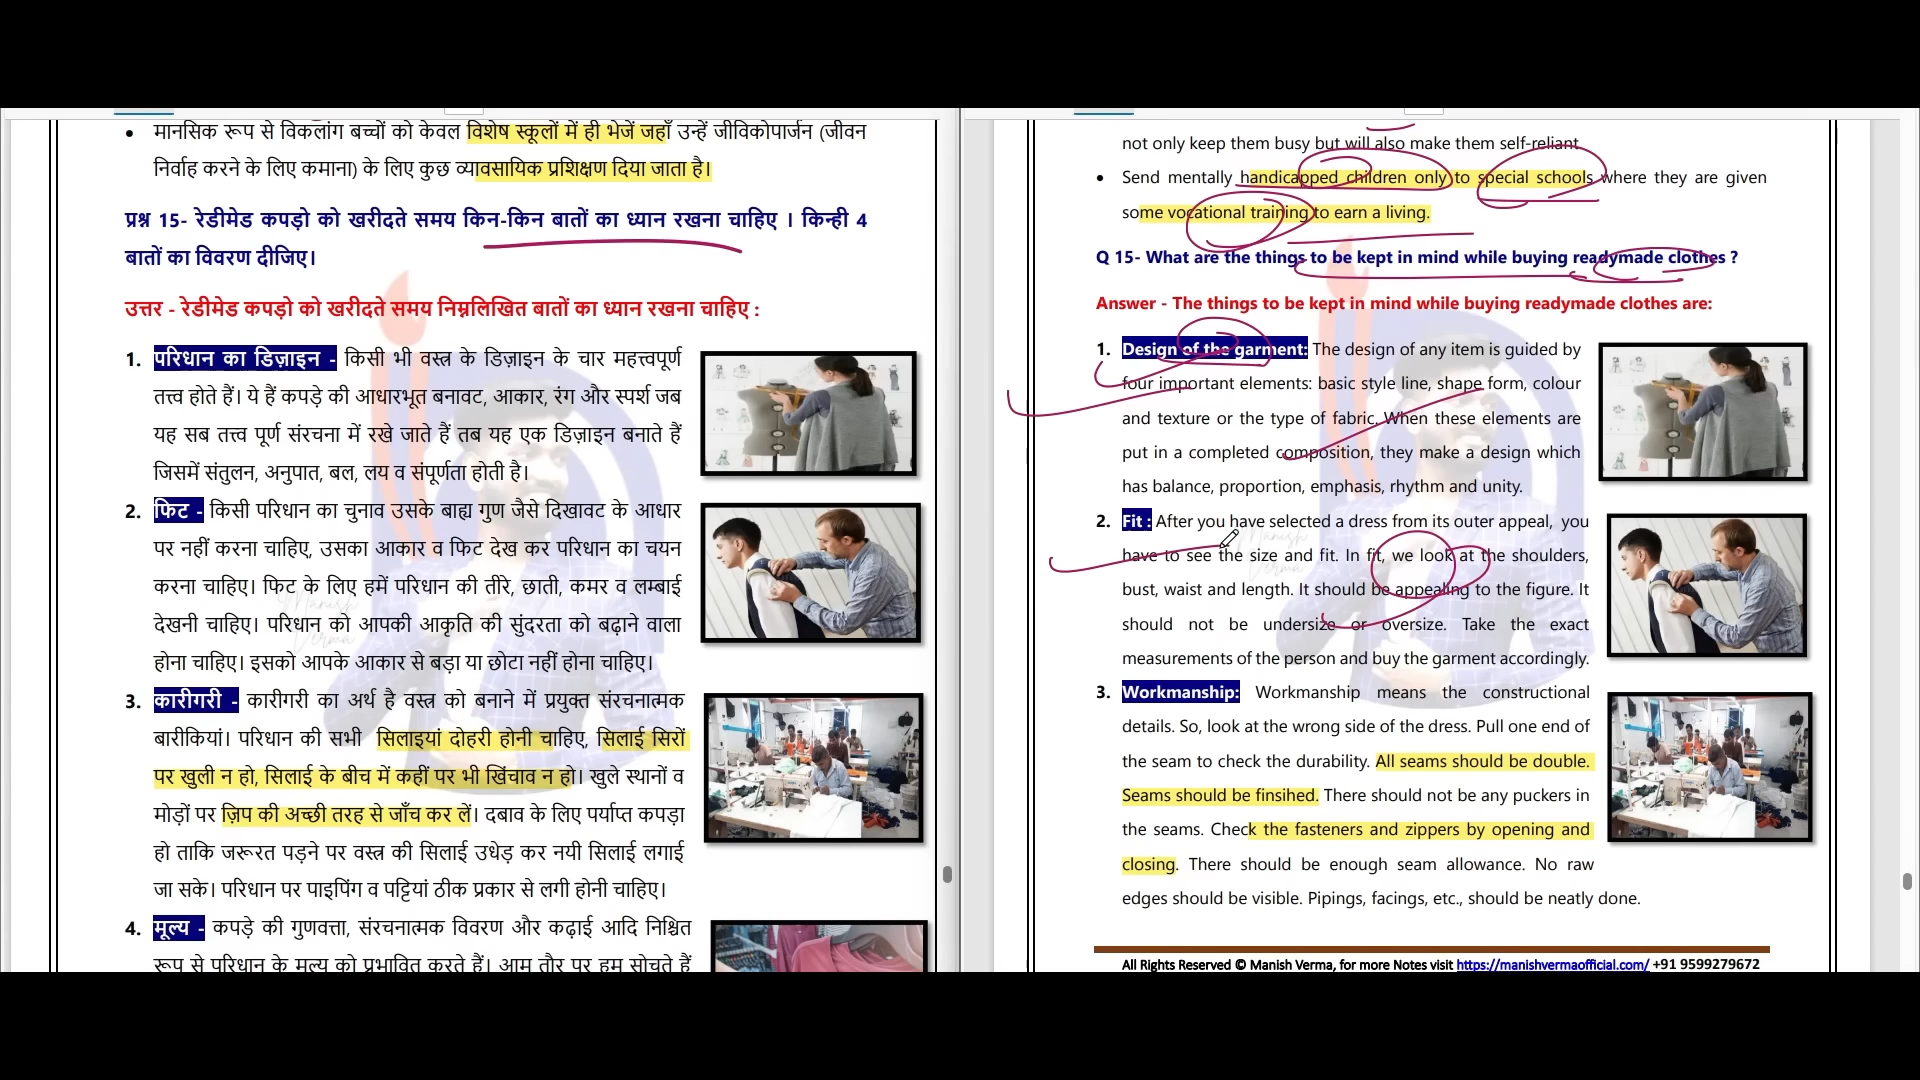 मानसिक रूप से विकलांग बच्चों को केवल विशेष स्कूलों में ही भेजें जहाँ उन्हें जीविकोपार्जन (जीवन
निर्वाह करने के लिए कमाना) के लिए कुछ व्यावसायिक प्रशिक्षण दिया जाता है।
प्रश्न 15- रेडीमेड कपड़ो को खरीदते समय किन-किन बातों का ध्यान रखना चाहिए । किन्ही 4
बातों का विवरण दीजिए।
उत्तर - रेडीमेड कपड़ो को खरीदते समय निम्नलिखित बातों का ध्यान रखना चाहिए :
1. परिधान का डिज़ाइन - किसी भी वस्त्र के डिज़ाइन के चार महत्त्वपूर्ण
तत्त्व होते हैं। ये हैं कपड़े की आधारभूत बनावट, आकार, रंग और स्पर्श जब
यह सब तत्त्व पूर्ण संरचना में रखे जाते हैं तब यह एक डिज़ाइन बनाते हैं
जिसमें संतुलन, अनुपात, बल, लय व संपूर्णता होती है।
2. फिट - किसी परिधान का चुनाव उसके बाह्य गुण जैसे दिखावट के आधार
पर नहीं करना चाहिए, उसका आकार व फिट देख कर परिधान का चयन
करना चाहिए। फिट के लिए हमें परिधान की तीरे, छाती, कमर व लम्बाई
देखनी चाहिए। परिधान को आपकी आकृति की सुंदरता को बढ़ाने वाला
होना चाहिए। इसको आपके आकार से बड़ा या छोटा नहीं होना चाहिए।
3. कारीगरी - कारीगरी का अर्थ है वस्त्र को बनाने में प्रयुक्त संरचनात्मक
बारीकियां। परिधान की सभी सिलाइयां दोहरी होनी चाहिए, सिलाई सिरों
पर खुली न हो, सिलाई के बीच में कहीं पर भी खिंचाव न हो। खुले स्थानों व
मोड़ों पर ज़िप की अच्छी तरह से जाँच कर लें। दबाव के लिए पर्याप्त कपड़ा
हो ताकि जरूरत पड़ने पर वस्त्र की सिलाई उधेड़ कर नयी सिलाई लगाई
जा सके। परिधान पर पाइपिंग व पट्टियां ठीक प्रकार से लगी होनी चाहिए।
4. मूल्य - कपड़े की गुणवत्ता, संरचनात्मक विवरण और कढ़ाई आदि निश्चित
रूप से परिधान के मूल्य को प्रभावित करते हैं। आम तौर पर हम सोचते हैं
not only keep them busy but will also make them self-reliant
Send mentally handicapped children only to special schools where they are given
some vocational training to earn a living.
Q 15- What are the things to be kept in mind while buying readymade clothes ?
Answer - The things to be kept in mind while buying readymade clothes are:
1. Design of the garment: The design of any item is guided by
four important elements: basic style line, shape form, colour
and texture or the type of fabric. When these elements are
put in a completed composition, they make a design which
has balance, proportion, emphasis, rhythm and unity.
2. Fit : After you have selected a dress from its outer appeal, you
have to see the size and fit. In fit, we look at the shoulders,
bust, waist and length. It should be appealing to the figure. It
should not be undersize or oversize. Take the exact
measurements of the person and buy the garment accordingly.
3. Workmanship: Workmanship means the constructional
details. So, look at the wrong side of the dress. Pull one end of
the seam to check the durability. All seams should be double.
Seams should be finsihed. There should not be any puckers in
the seams. Check the fasteners and zippers by opening and
closing. There should be enough seam allowance. No raw
edges should be visible. Pipings, facings, etc., should be neatly done.
All Rights Reserved © Manish Verma, for more Notes visit https://manishvermaofficial.com/ +91 9599279672
Manish
Verma
Manish
Verma